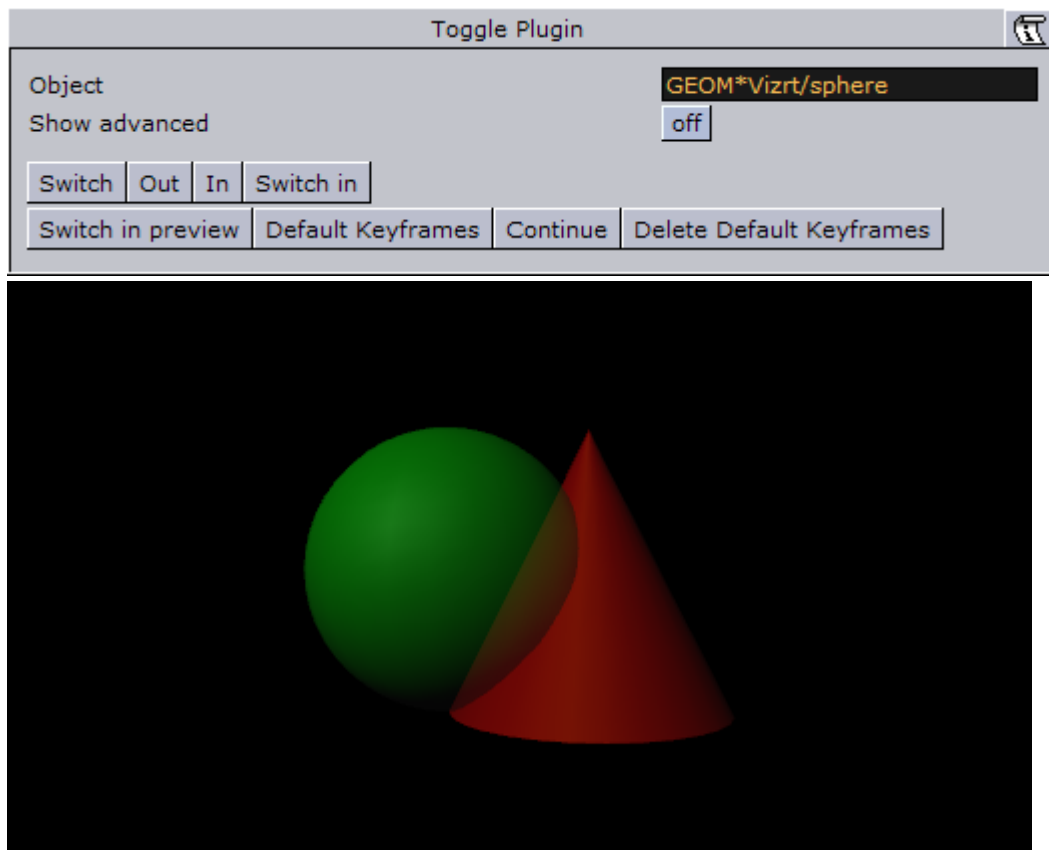 Toggle Plugin
Object GEOM*Vizrt/sphere
Show advanced off
Switch Out In Switch in
Switch in preview Default Keyframes Continue Delete Default Keyframes